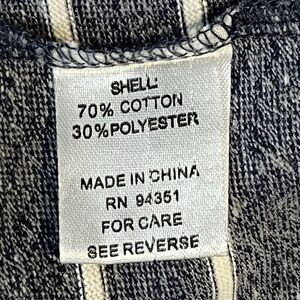 SHELL:
70% COTTON
30% POLYESTER
MADE IN CHINA
RN 94351
FOR CARE
SEE REVERSE